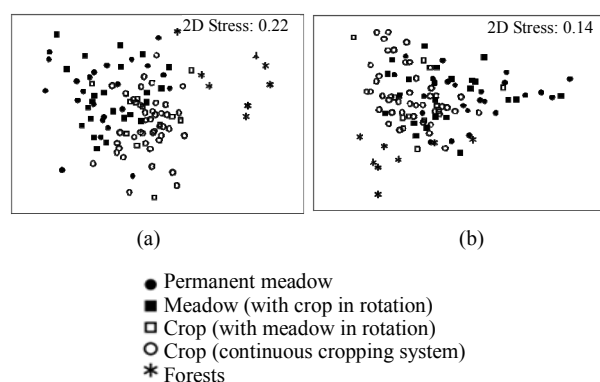 2D Stress: 0.22
2D Stress: 0.14
(a)
(b)
Permanent meadow
Meadow (with crop in rotation)
Crop (with meadow in rotation)
Crop (continuous cropping system)
Forests